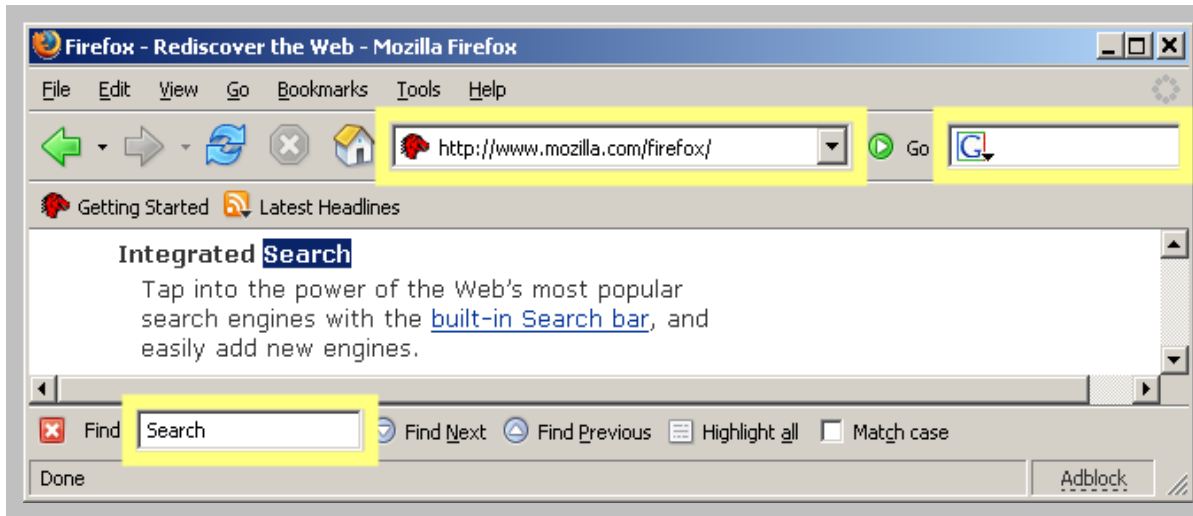 Firefox - Rediscover the Web - Mozilla Firefox
File Edit View Go Bookmarks Tools Help
http://www.mozilla.com/firefox/ Go G
Getting Started Latest Headlines
Integrated Search
Tap into the power of the Web's most popular
search engines with the built-in Search bar, and
easily add new engines.
Find Search Find Next Find Previous Highlight all Match case
Done Adblock